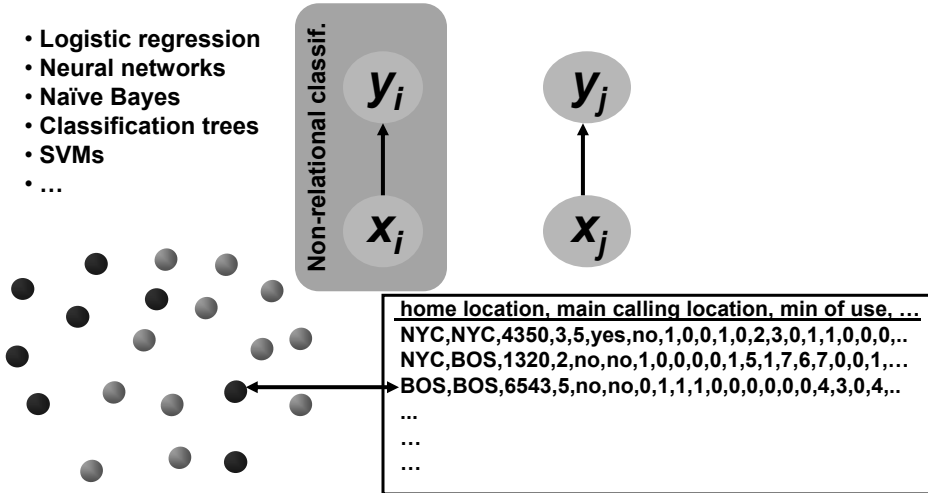 • Logistic regression
• Neural networks
• Naïve Bayes
• Classification trees
• SVMs
• …
Non-relational classif.
yi
xi
yj
xj
home location, main calling location, min of use, …
NYC,NYC,4350,3,5,yes,no,1,0,0,1,0,2,3,0,1,1,0,0,0,..
NYC,BOS,1320,2,no,no,1,0,0,0,0,1,5,1,7,6,7,0,0,1,…
BOS,BOS,6543,5,no,no,0,1,1,1,0,0,0,0,0,0,4,3,0,4,..
...
…
…